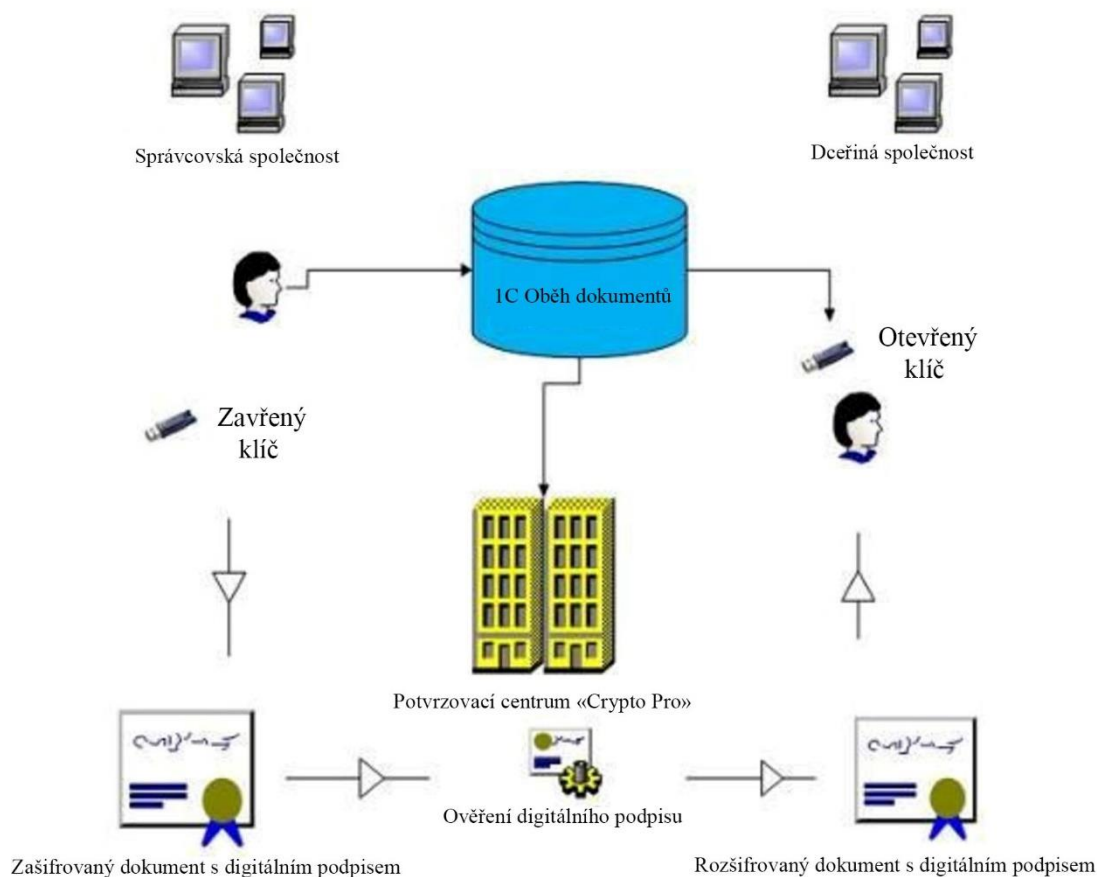 Správcovská společnost
Dceřiná společnost
1C Oběh dokumentů
Otevřený
klíč
Zavřený
klíč
Potvrzovací centrum «Crypto Pro»
Ověření digitálního podpisu
Zašifrovaný dokument s digitálním podpisem
Rozšifrovaný dokument s digitálním podpisem